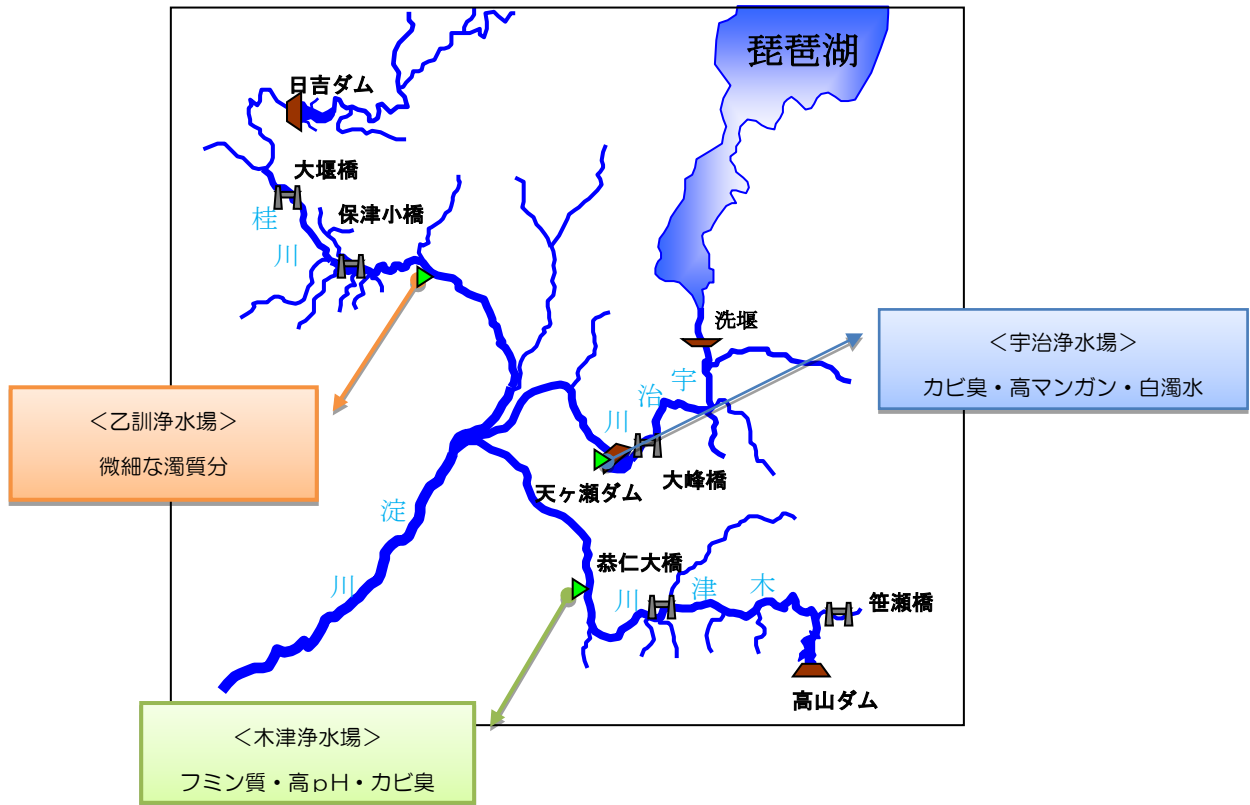 琵琶湖
日吉ダム
大堰橋
桂川
保津小橋
洗堰
宇治川
<宇治浄水場>
カビ臭・高マンガン・白濁水
<乙訓浄水場>
微細な濁質分
大峰橋
天ヶ瀬ダム
淀川
恭仁大橋
木津川
笹瀬橋
高山ダム
<木津浄水場>
フミン質・高pH・カビ臭